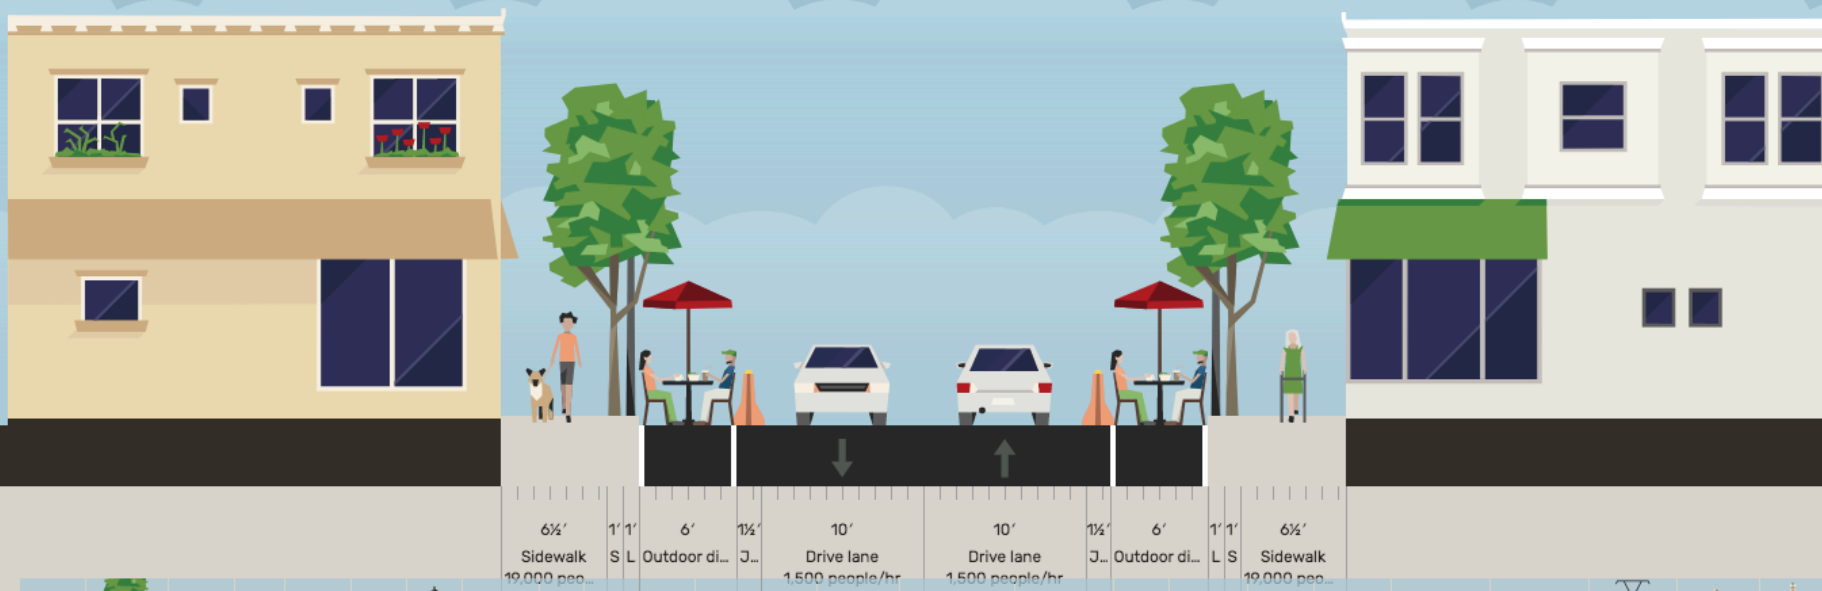 6½′ 1′ 1′ 6′ 1½′ 10′ 10′ 1½′ 6′ 1′ 1′ 6½′
Sidewalk S L Outdoor di... J... Drive lane Drive lane J... Outdoor di... L S Sidewalk
19,000 peo... 1,500 people/hr 1,500 people/hr 19,000 peo...